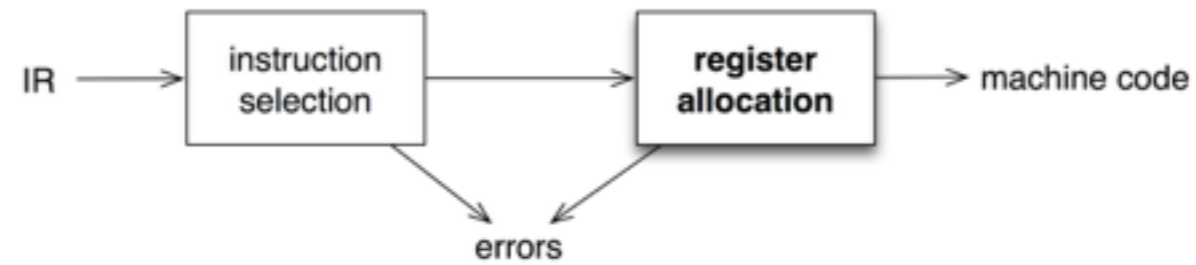 IR
instruction
selection
register
allocation
machine code
errors